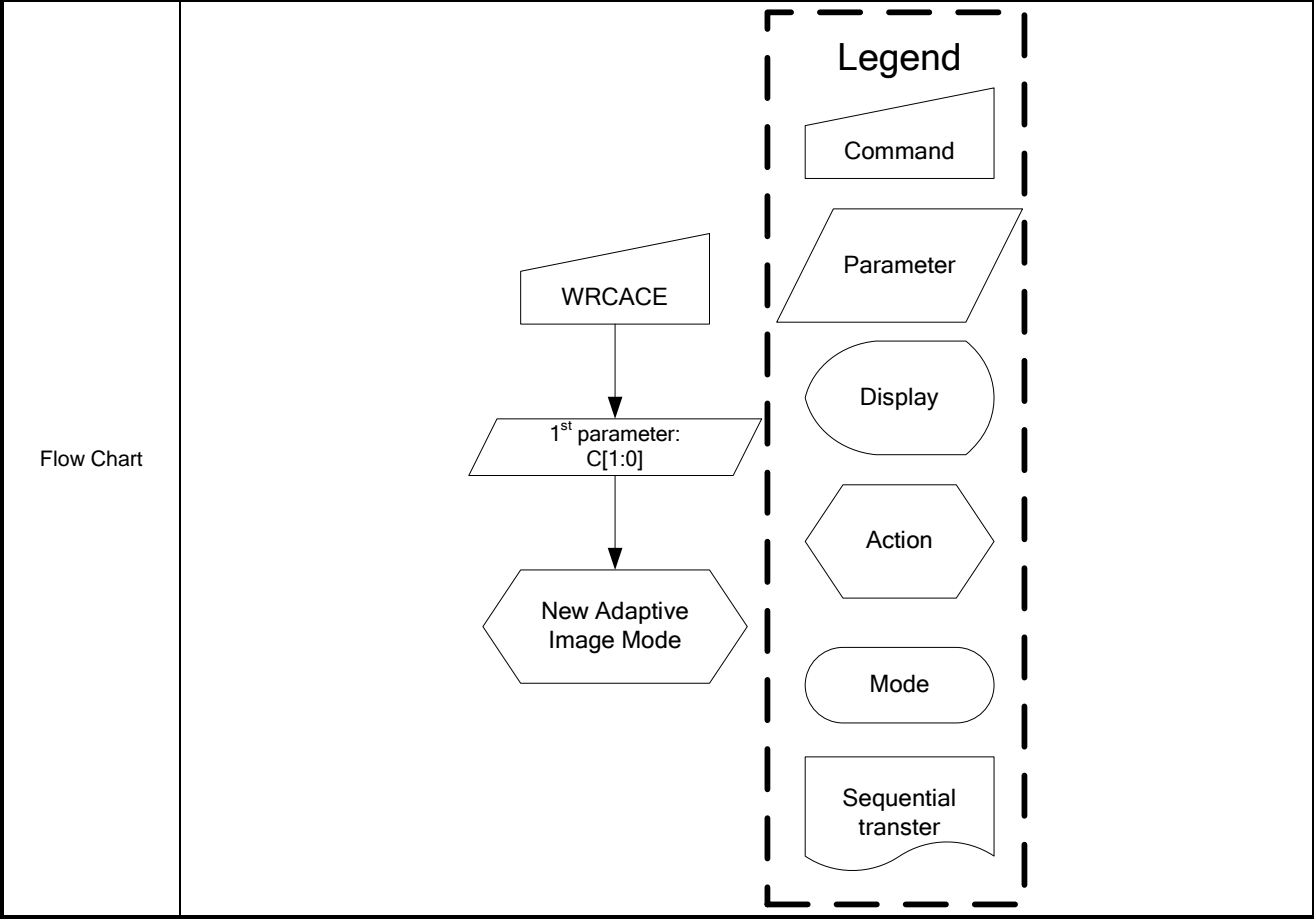 Flow Chart
WRCACE
1st parameter:
C[1:0]
New Adaptive
Image Mode
Legend
Command
Parameter
Display
Action
Mode
Sequential
transter